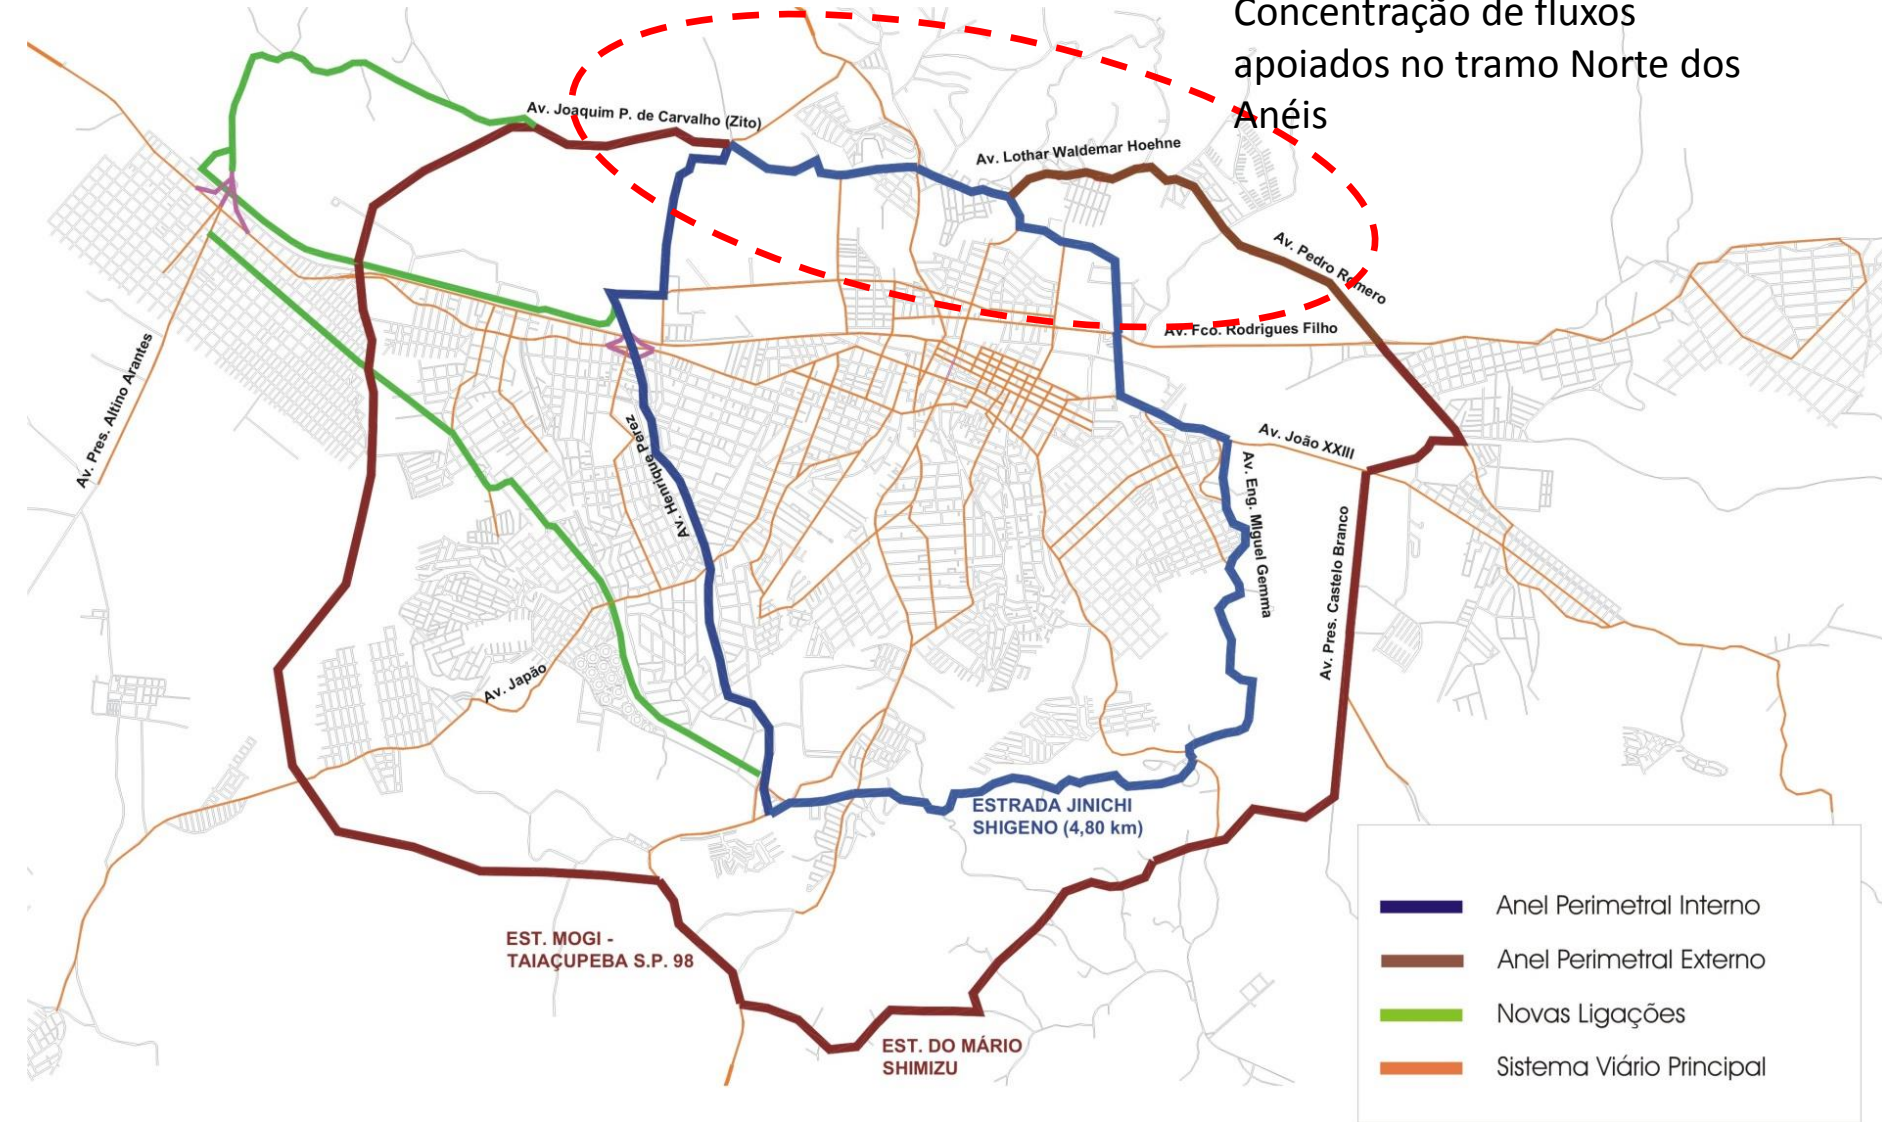 Concentração de fluxos
apoiados no tramo Norte dos
Anéis
Av. Joaquim P. de Carvalho (Zito)
Av. Lothar Waldemar Hoehne
Av. Pedro Romero
Av. Fco. Rodrigues Filho
Av. Pres. Altino Arantes
Av. Henrique Perez
Av. João XXIII
Av. Eng. MIguel Gemma
Av. Pres. Castelo Branco
Av. Japão
ESTRADA JINICHI
SHIGENO (4,80 km)
EST. MOGI -
TAIAÇUPEBA S.P. 98
EST. DO MÁRIO
SHIMIZU
Anel Perimetral Interno
Anel Perimetral Externo
Novas Ligações
Sistema Viário Principal